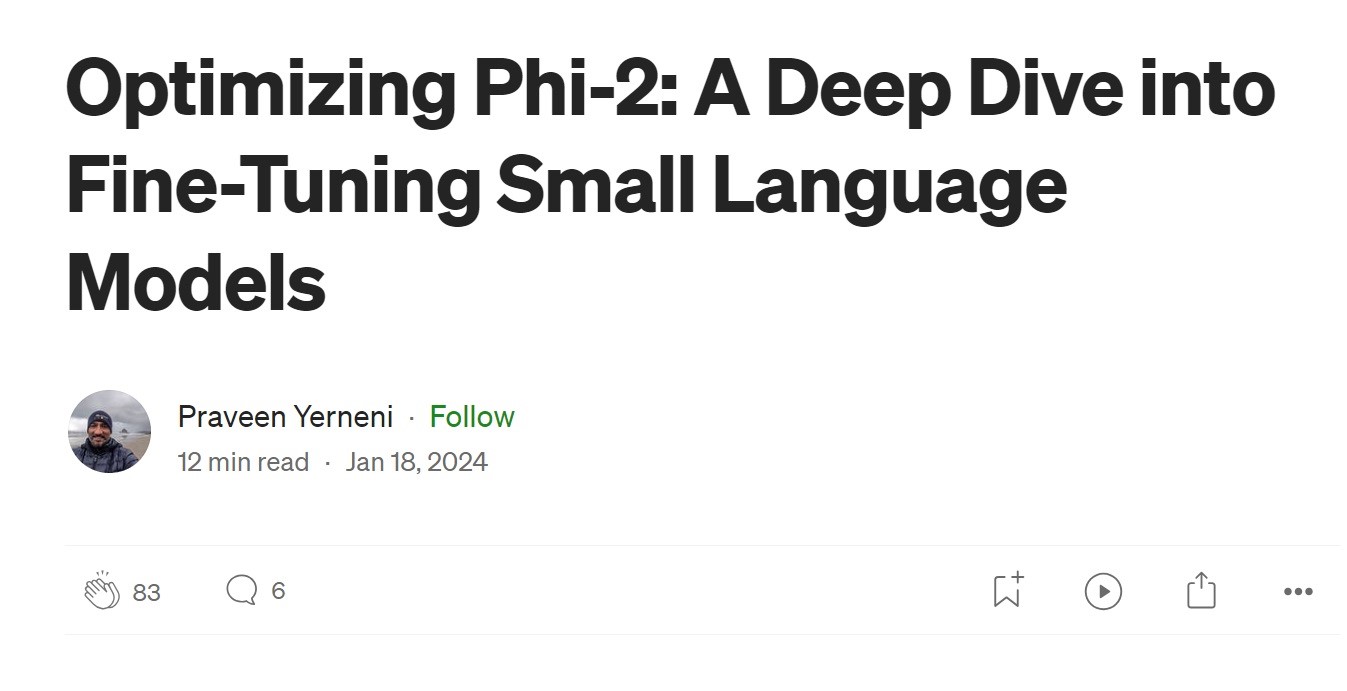 Optimizing Phi-2: A Deep Dive into
Fine-Tuning Small Language
Models
Praveen Yerneni · Follow
12 min read · Jan 18, 2024
83 6